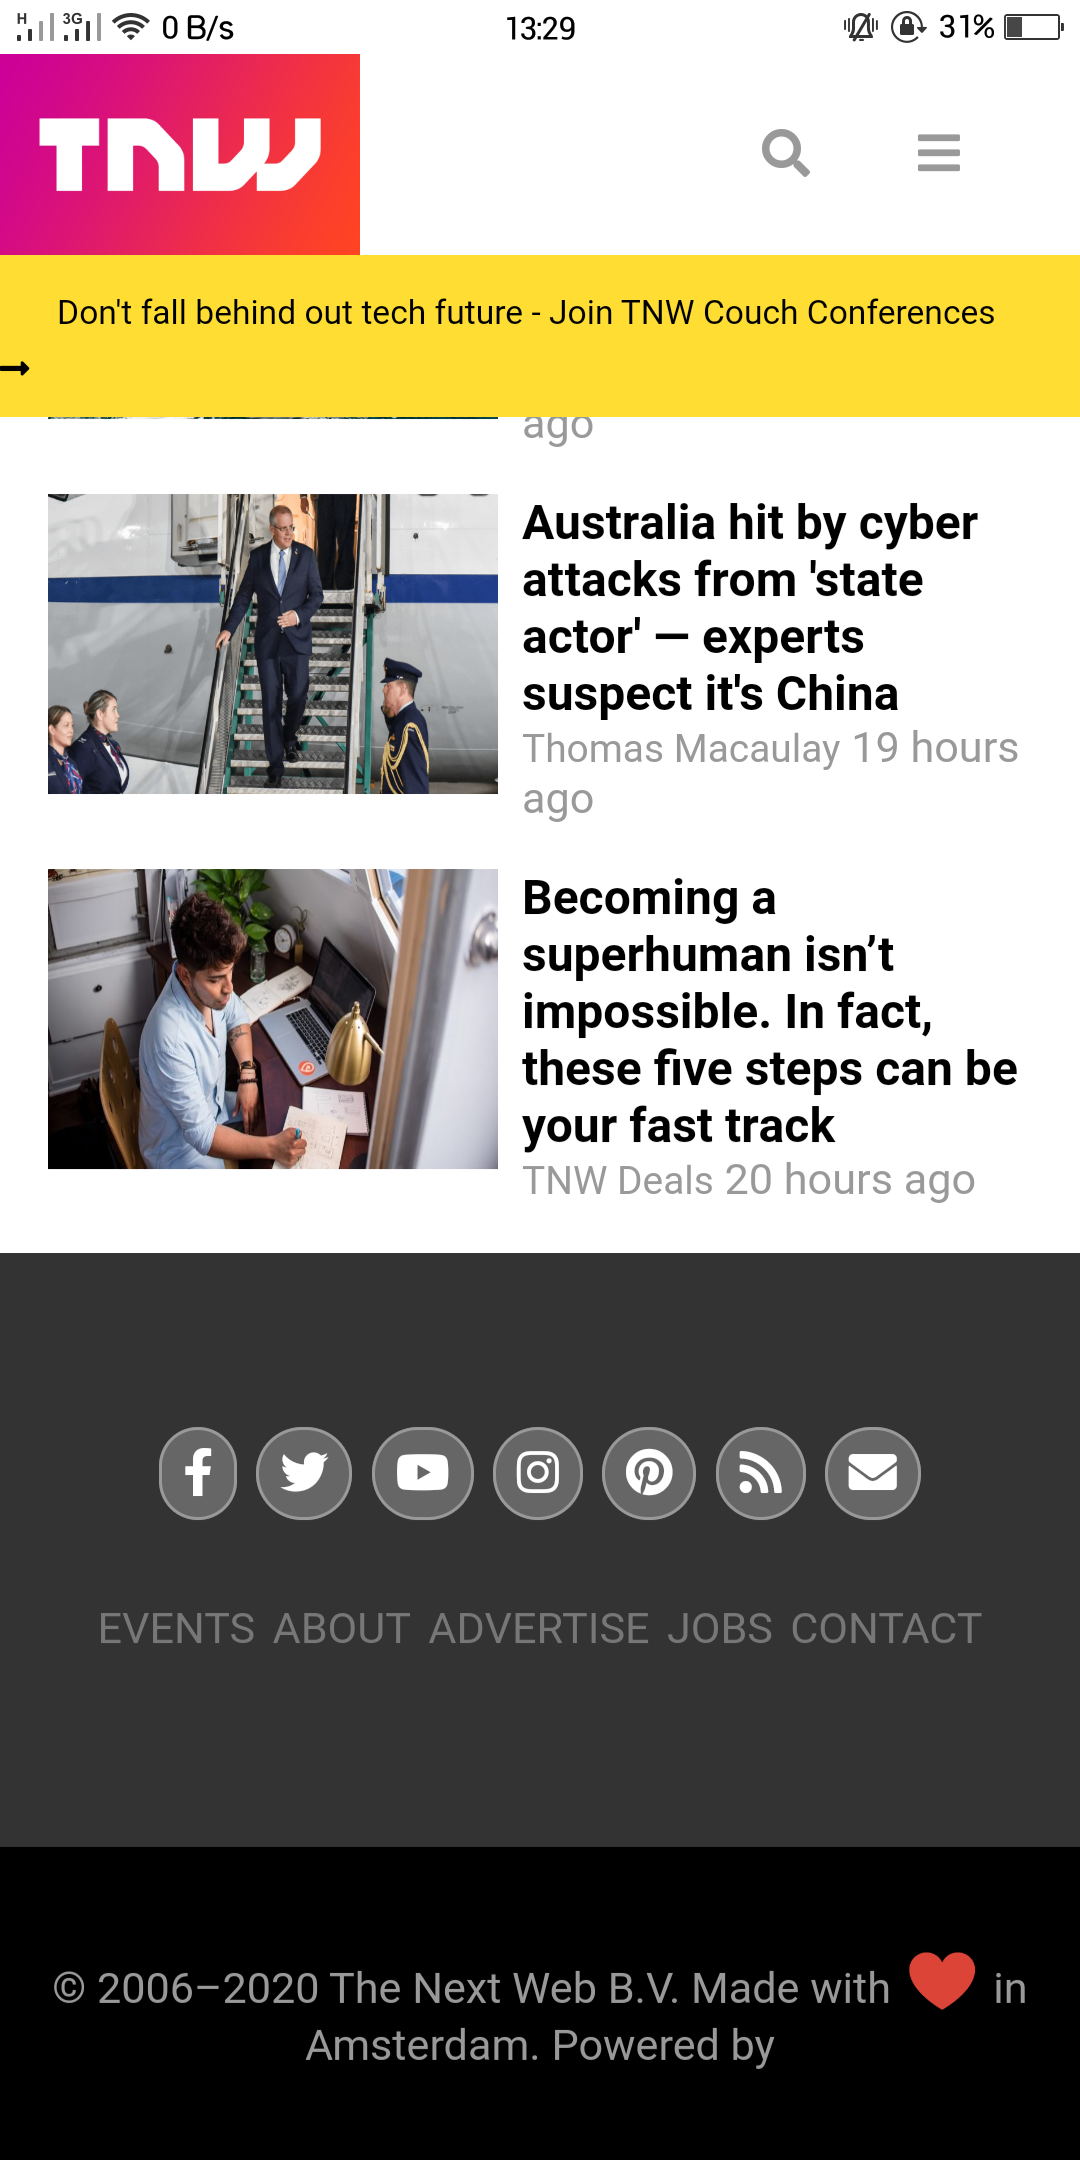 H 3G 0 B/s 13:29 31%
TNW
Don't fall behind out tech future - Join TNW Couch Conferences
→
ago
Australia hit by cyber
attacks from 'state
actor' — experts
suspect it's China
Thomas Macaulay 19 hours
ago
Becoming a
superhuman isn’t
impossible. In fact,
these five steps can be
your fast track
TNW Deals 20 hours ago
EVENTS ABOUT ADVERTISE JOBS CONTACT
© 2006–2020 The Next Web B.V. Made with ❤ in
Amsterdam. Powered by